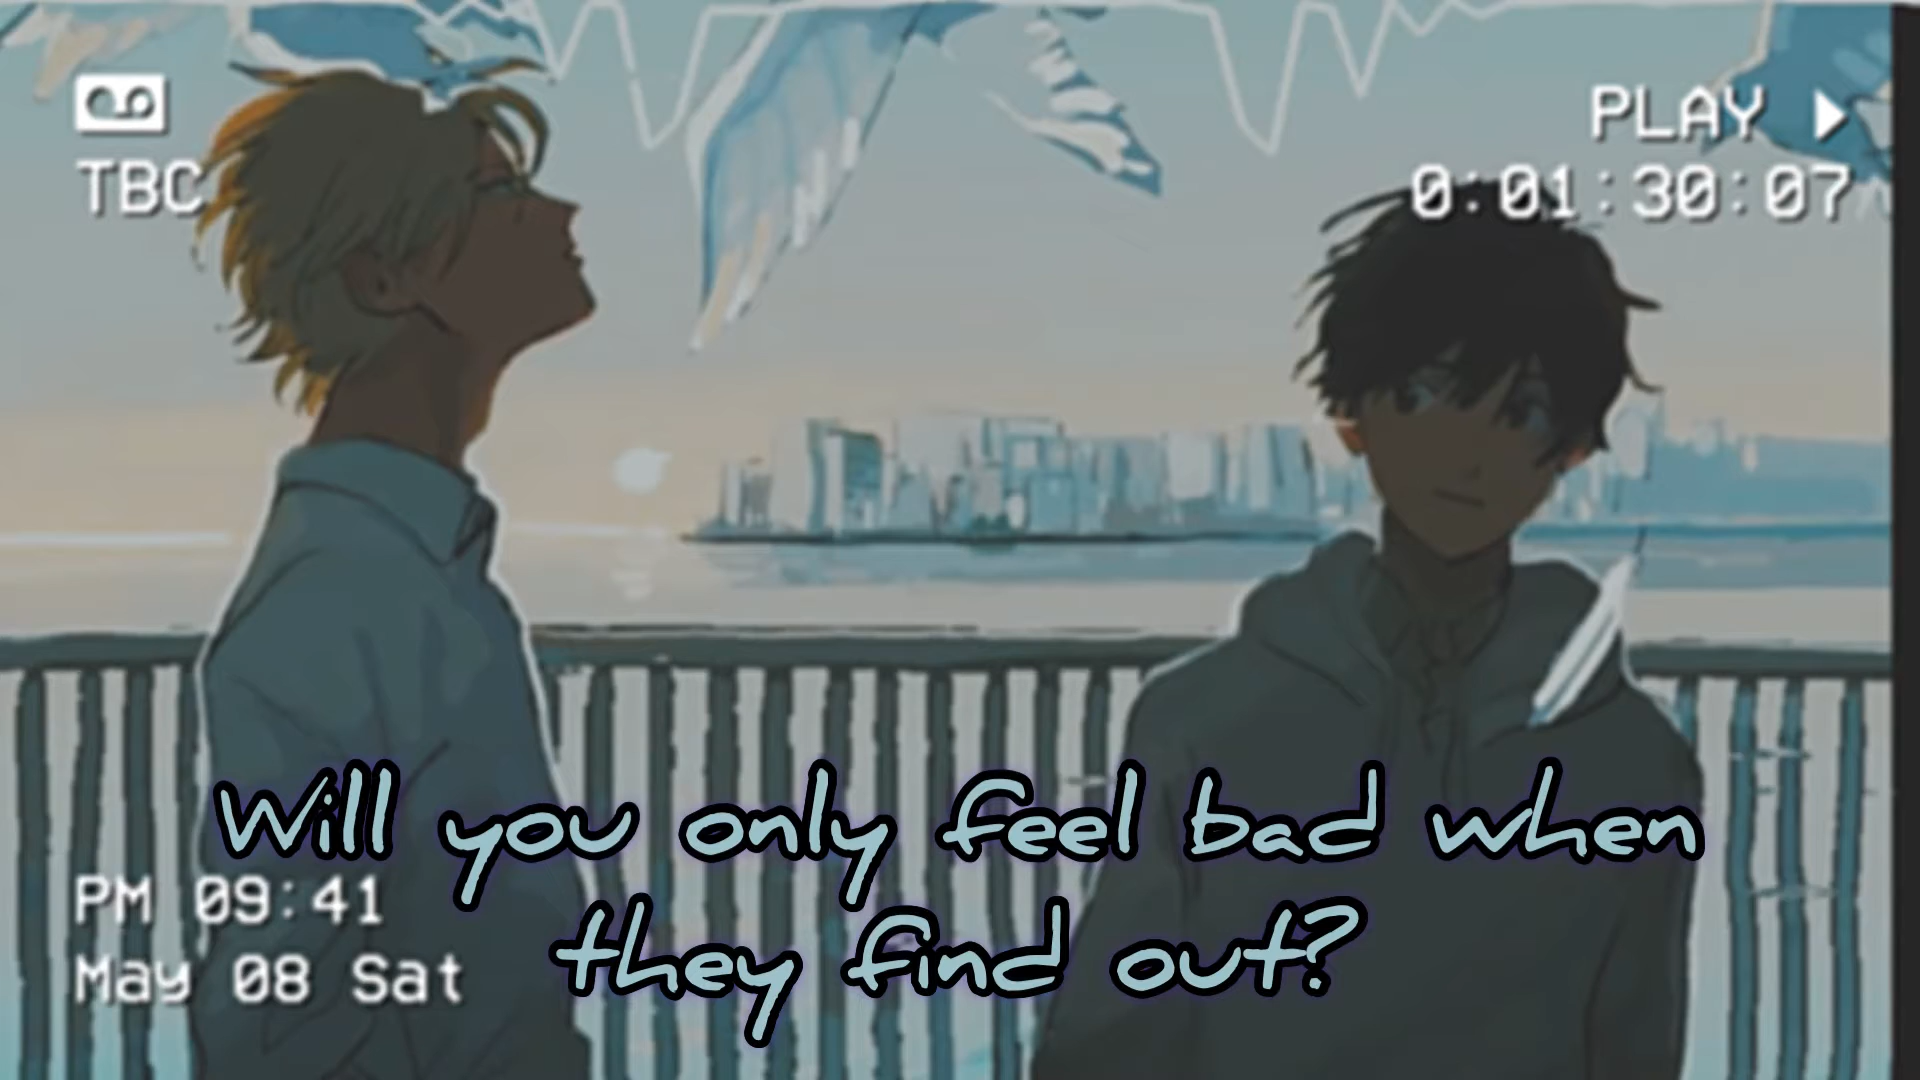 PLAY
TBC
0:01:30:07
Will you only feel bad when
they find out?
PM 09:41
May 08 Sat